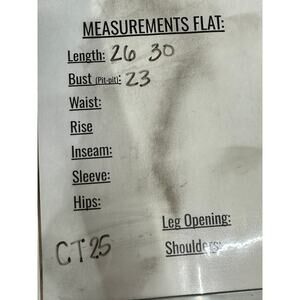 MEASUREMENTS FLAT:
Length: 26 30
Bust (Pit-pit): 23
Waist:
Rise
Inseam:
Sleeve:
Hips:
Leg Opening:
CT25 Shoulders: